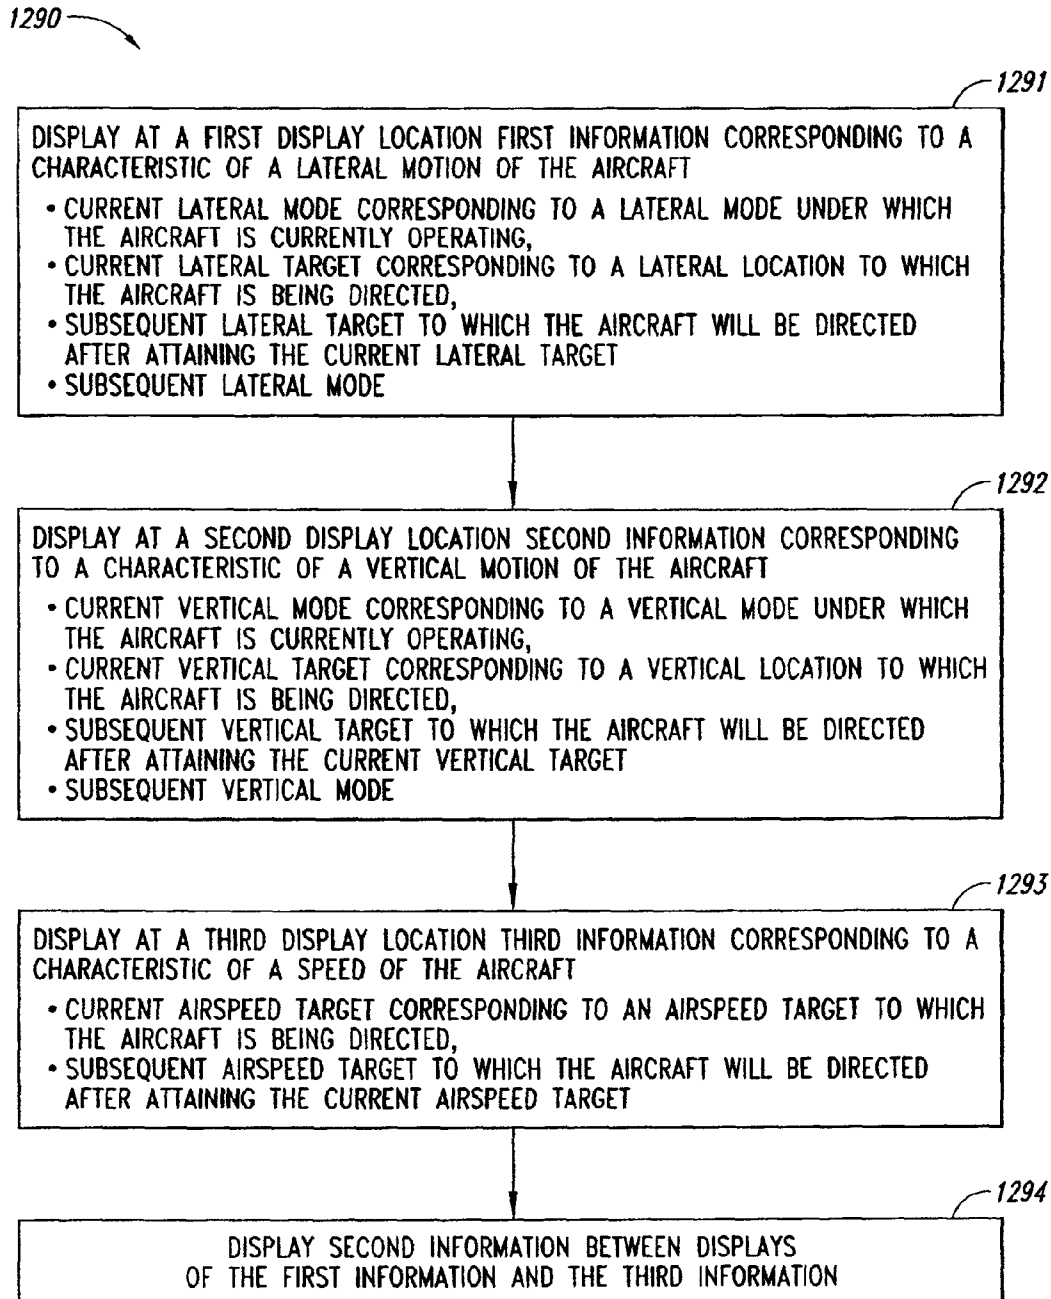 1290
1291
DISPLAY AT A FIRST DISPLAY LOCATION FIRST INFORMATION CORRESPONDING TO A
CHARACTERISTIC OF A LATERAL MOTION OF THE AIRCRAFT
• CURRENT LATERAL MODE CORRESPONDING TO A LATERAL MODE UNDER WHICH
THE AIRCRAFT IS CURRENTLY OPERATING,
• CURRENT LATERAL TARGET CORRESPONDING TO A LATERAL LOCATION TO WHICH
THE AIRCRAFT IS BEING DIRECTED,
• SUBSEQUENT LATERAL TARGET TO WHICH THE AIRCRAFT WILL BE DIRECTED
AFTER ATTAINING THE CURRENT LATERAL TARGET
• SUBSEQUENT LATERAL MODE
1292
DISPLAY AT A SECOND DISPLAY LOCATION SECOND INFORMATION CORRESPONDING
TO A CHARACTERISTIC OF A VERTICAL MOTION OF THE AIRCRAFT
• CURRENT VERTICAL MODE CORRESPONDING TO A VERTICAL MODE UNDER WHICH
THE AIRCRAFT IS CURRENTLY OPERATING,
• CURRENT VERTICAL TARGET CORRESPONDING TO A VERTICAL LOCATION TO WHICH
THE AIRCRAFT IS BEING DIRECTED,
• SUBSEQUENT VERTICAL TARGET TO WHICH THE AIRCRAFT WILL BE DIRECTED
AFTER ATTAINING THE CURRENT VERTICAL TARGET
• SUBSEQUENT VERTICAL MODE
1293
DISPLAY AT A THIRD DISPLAY LOCATION THIRD INFORMATION CORRESPONDING TO A
CHARACTERISTIC OF A SPEED OF THE AIRCRAFT
• CURRENT AIRSPEED TARGET CORRESPONDING TO AN AIRSPEED TARGET TO WHICH
THE AIRCRAFT IS BEING DIRECTED,
• SUBSEQUENT AIRSPEED TARGET TO WHICH THE AIRCRAFT WILL BE DIRECTED
AFTER ATTAINING THE CURRENT AIRSPEED TARGET
1294
DISPLAY SECOND INFORMATION BETWEEN DISPLAYS
OF THE FIRST INFORMATION AND THE THIRD INFORMATION